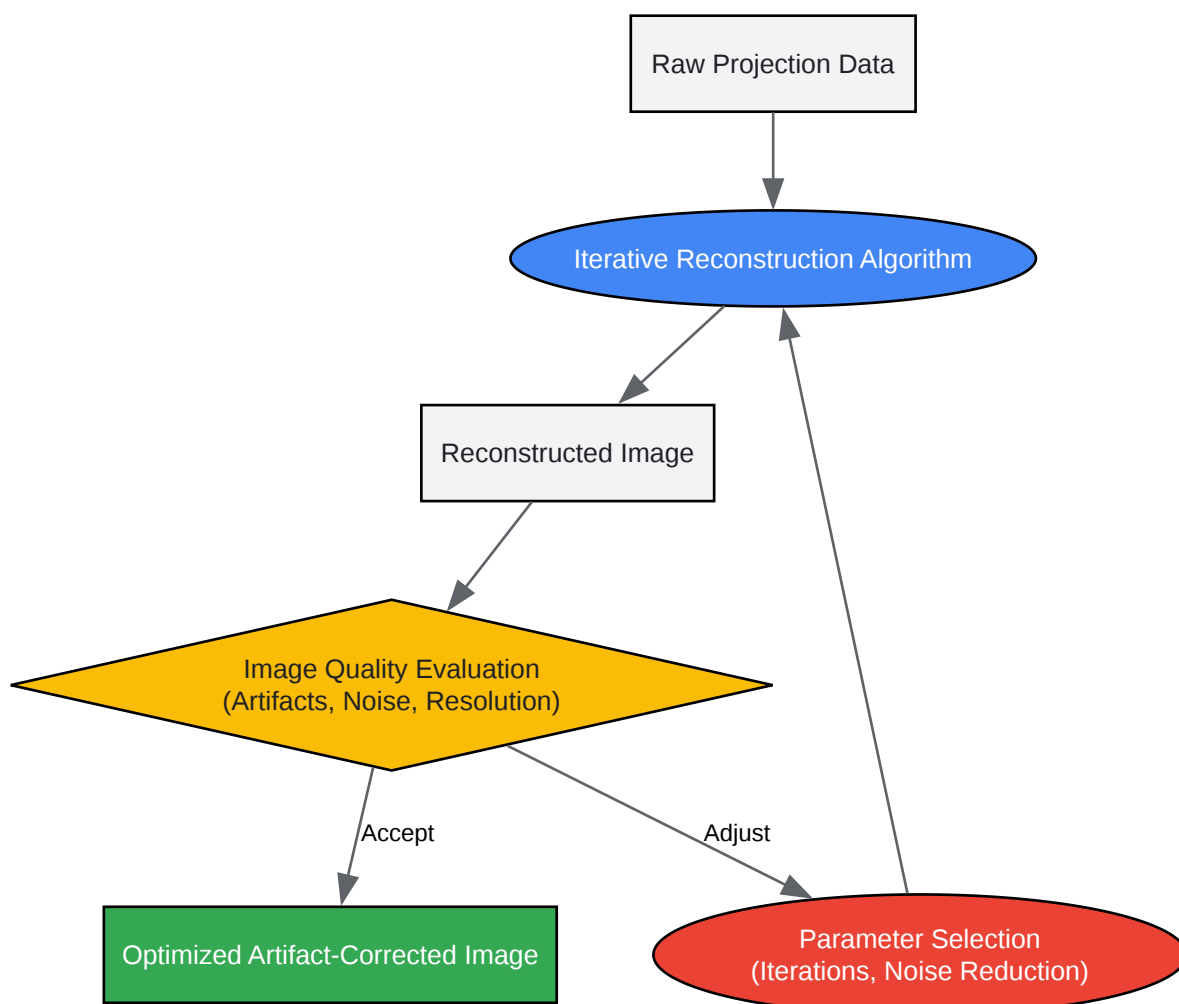 Raw Projection Data
Iterative Reconstruction Algorithm
Reconstructed Image
Image Quality Evaluation
(Artifacts, Noise, Resolution)
Accept
Adjust
Optimized Artifact-Corrected Image
Parameter Selection
(Iterations, Noise Reduction)